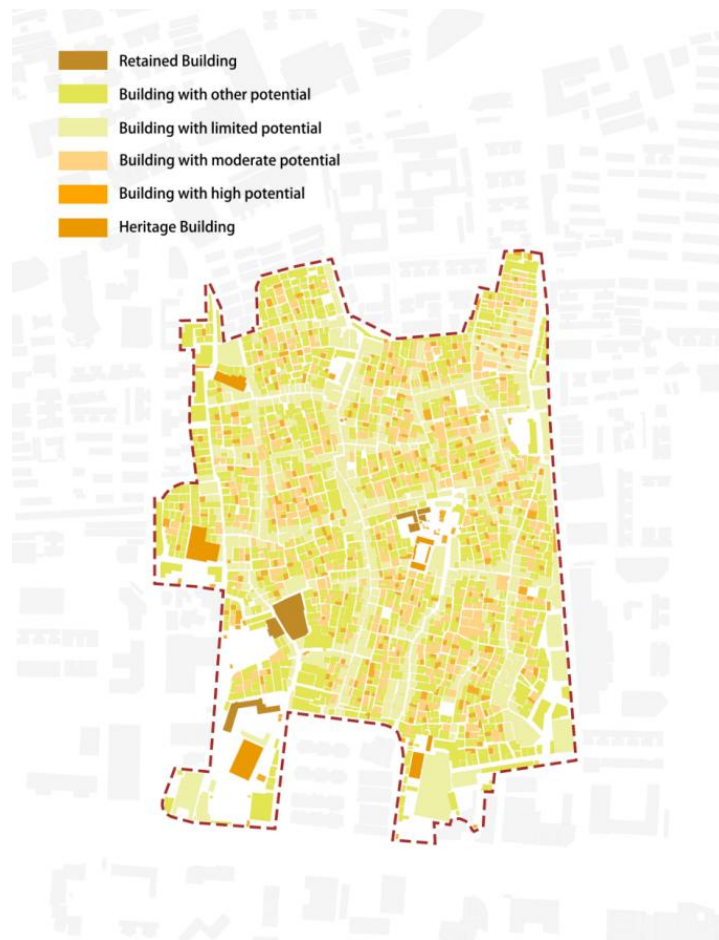 Retained Building
Building with other potential
Building with limited potential
Building with moderate potential
Building with high potential
Heritage Building